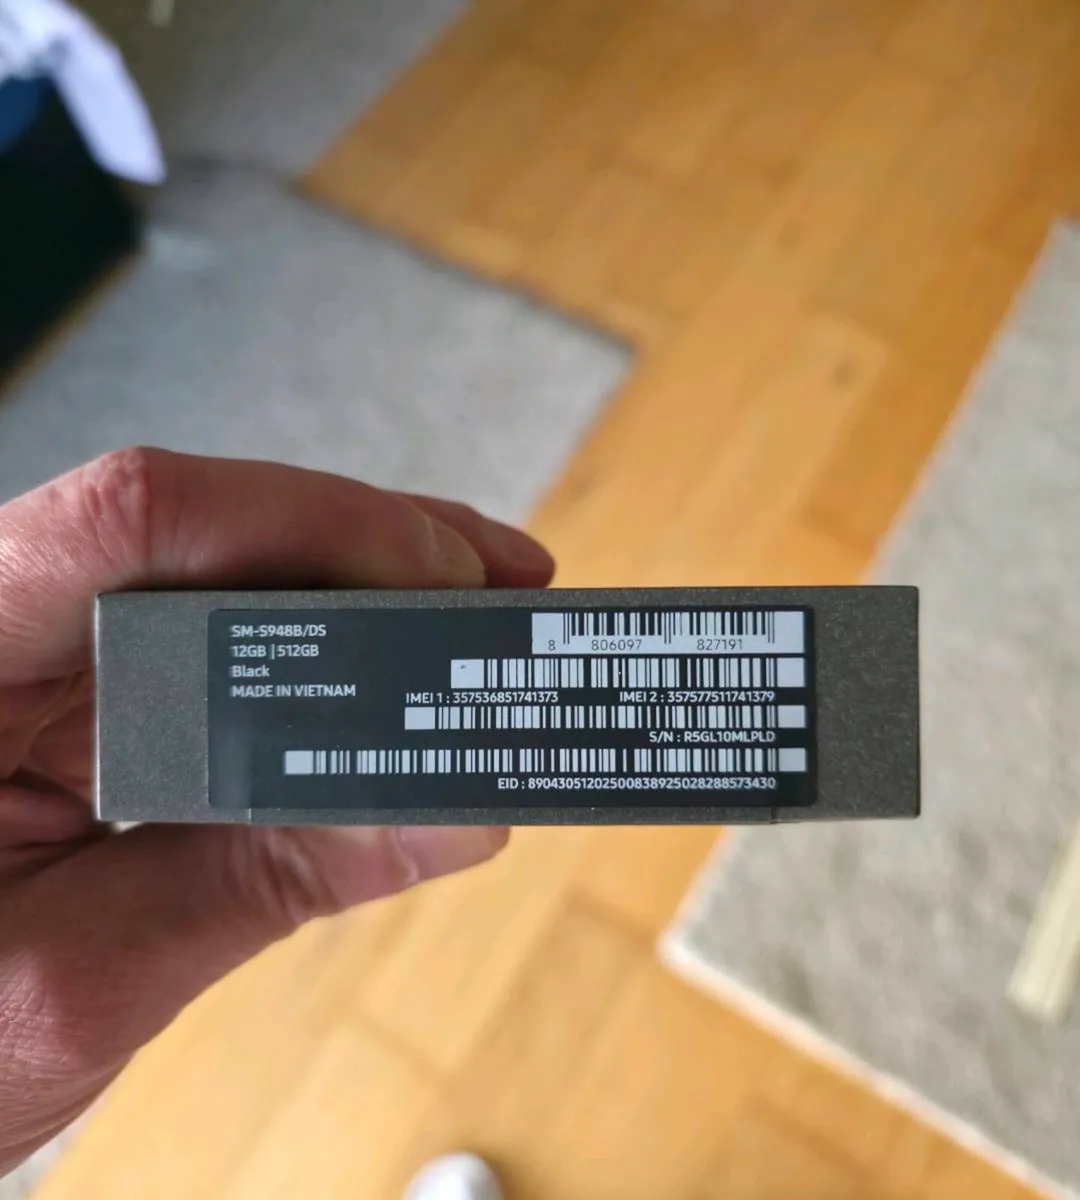 SM-S948B/DS
12GB | 512GB
Black
MADE IN VIETNAM
8 806097 827191
IMEI 1 : 357536851741373 IMEI 2 : 357577511741379
S/N : R5GL10MLPLD
EID : 89043051202500838925028288573430